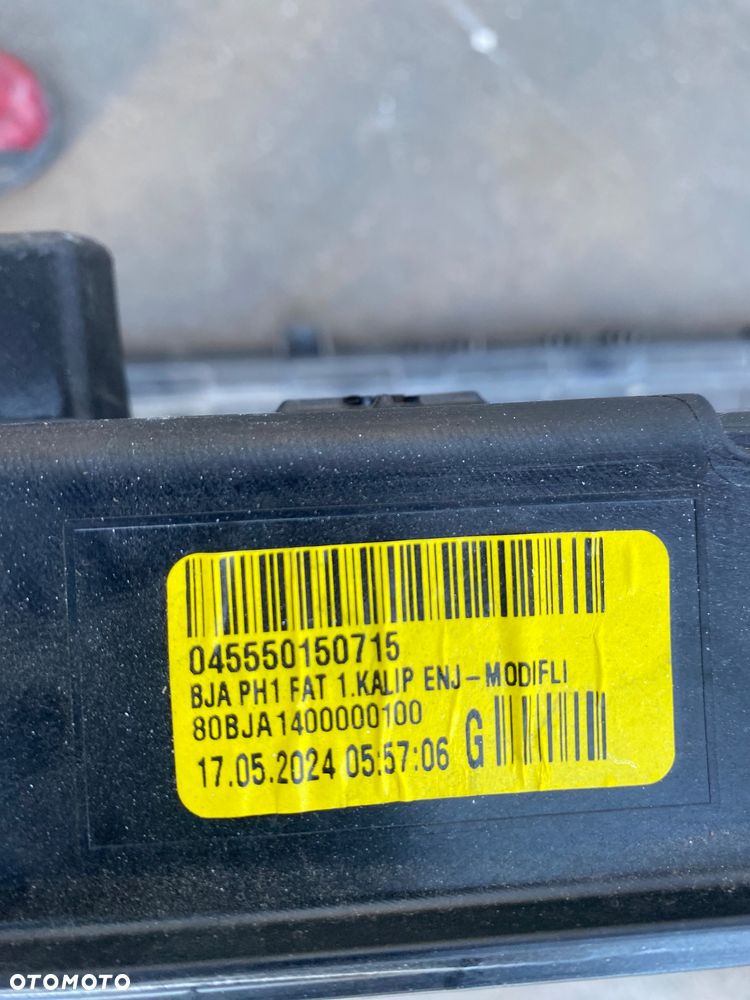 045550150715
BJA PH1 FAT 1.KALIP ENJ-MODIFLI
80BJA1400000100
17.05.2024 05:57:06 G
OTOMOTO